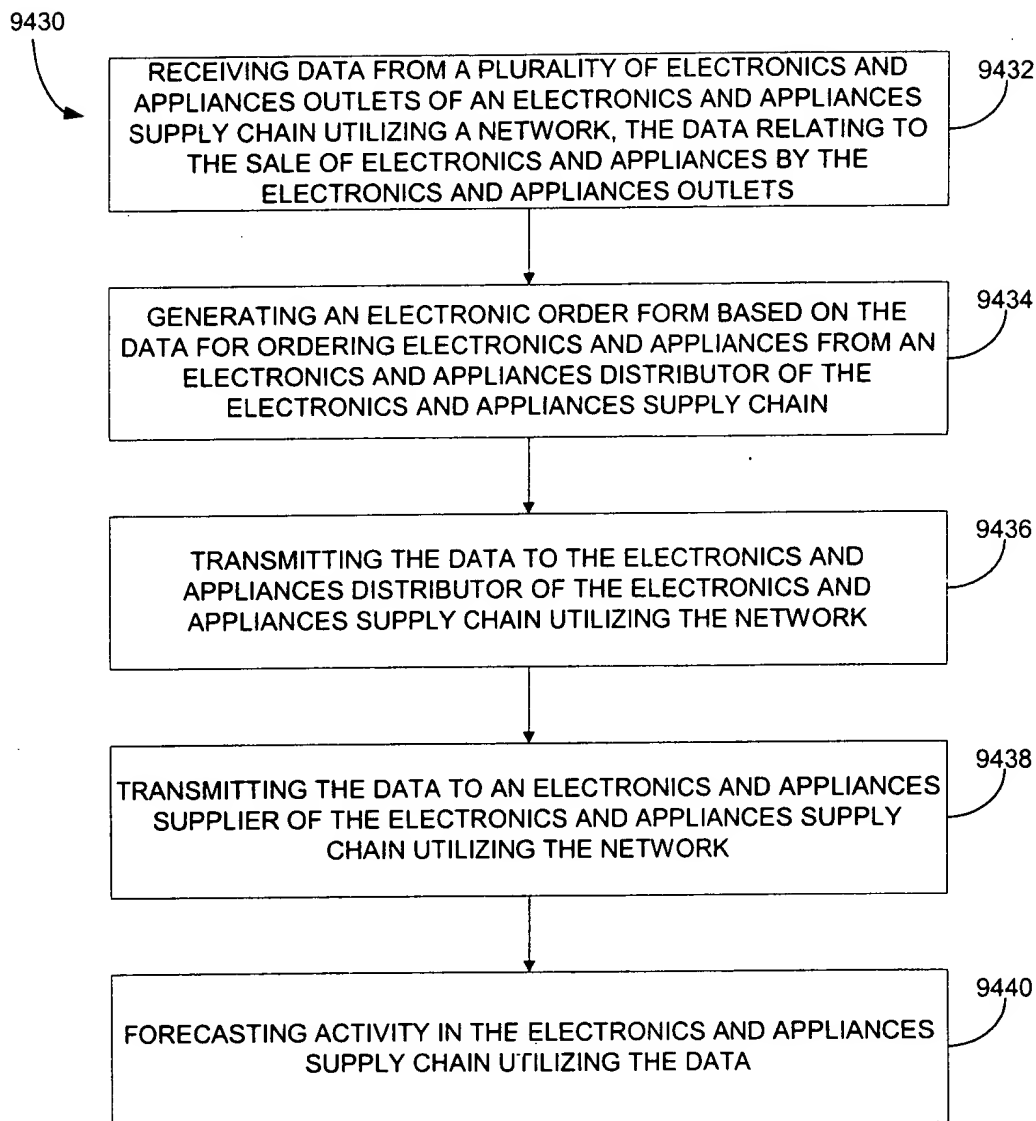 9430
RECEIVING DATA FROM A PLURALITY OF ELECTRONICS AND
APPLIANCES OUTLETS OF AN ELECTRONICS AND APPLIANCES
SUPPLY CHAIN UTILIZING A NETWORK, THE DATA RELATING TO
THE SALE OF ELECTRONICS AND APPLIANCES BY THE
ELECTRONICS AND APPLIANCES OUTLETS
9432
GENERATING AN ELECTRONIC ORDER FORM BASED ON THE
DATA FOR ORDERING ELECTRONICS AND APPLIANCES FROM AN
ELECTRONICS AND APPLIANCES DISTRIBUTOR OF THE
ELECTRONICS AND APPLIANCES SUPPLY CHAIN
9434
TRANSMITTING THE DATA TO THE ELECTRONICS AND
APPLIANCES DISTRIBUTOR OF THE ELECTRONICS AND
APPLIANCES SUPPLY CHAIN UTILIZING THE NETWORK
9436
TRANSMITTING THE DATA TO AN ELECTRONICS AND APPLIANCES
SUPPLIER OF THE ELECTRONICS AND APPLIANCES SUPPLY
CHAIN UTILIZING THE NETWORK
9438
FORECASTING ACTIVITY IN THE ELECTRONICS AND APPLIANCES
SUPPLY CHAIN UTILIZING THE DATA
9440